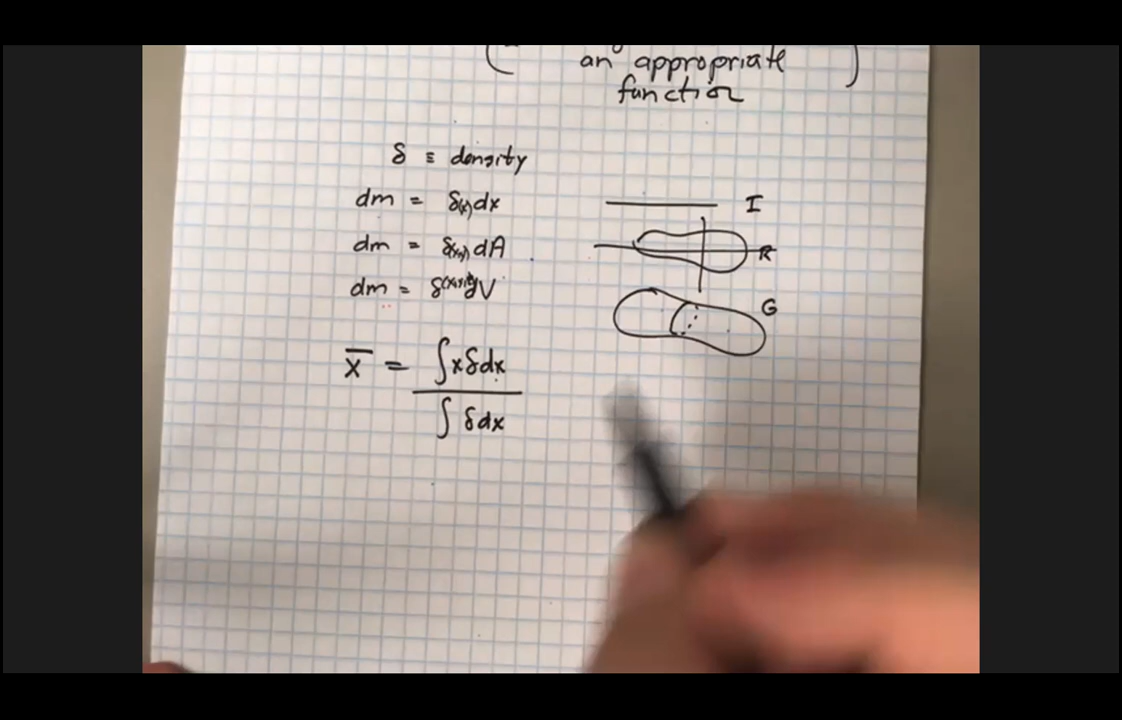 ( an appropriate )
function
δ ≡ density
dm = δ(x)dx
I
dm = δ(x,y)dA
R
dm = δ(x,y,z)dV
G
x̄ = ∫xδdx
∫δdx